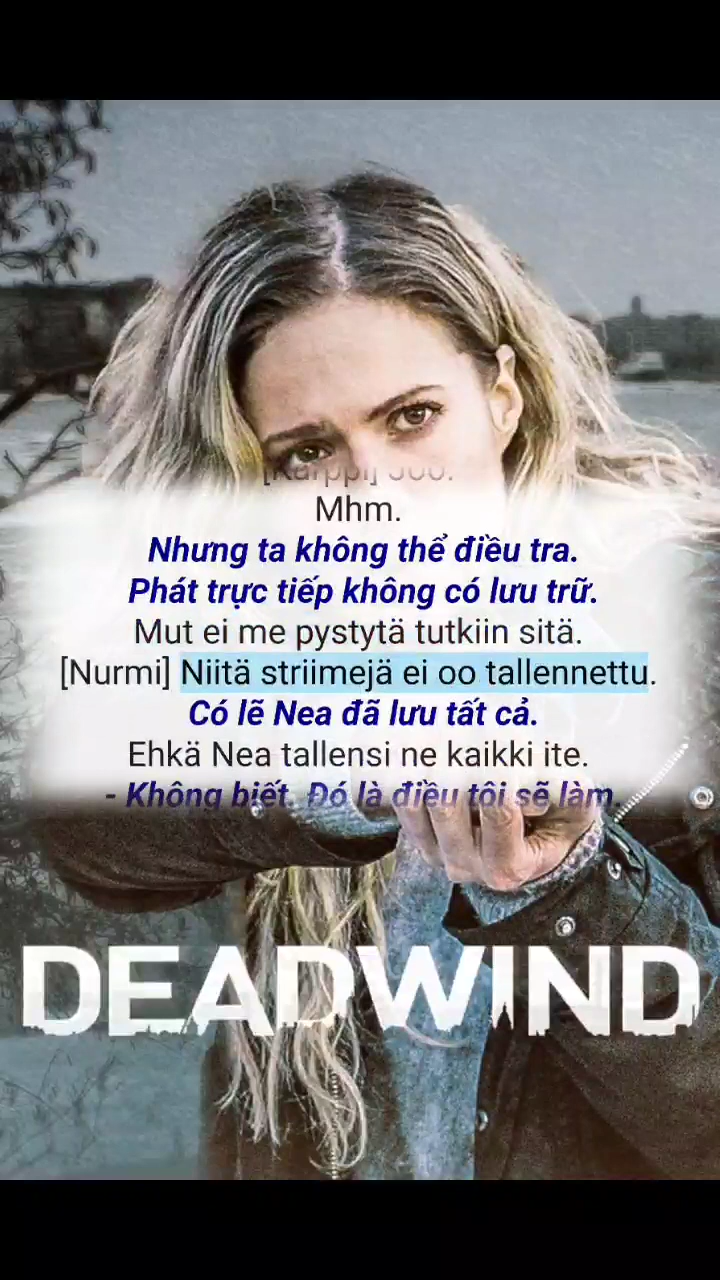 [Karppi] Joo.
Mhm.
Nhưng ta không thể điều tra.
Phát trực tiếp không có lưu trữ.
Mut ei me pystytä tutkiin sitä.
[Nurmi] Niitä striimejä ei oo tallennettu.
Có lẽ Nea đã lưu tất cả.
Ehkä Nea tallensi ne kaikki ite.
- Không biết. Đó là điều tôi sẽ làm.
DEADWIND